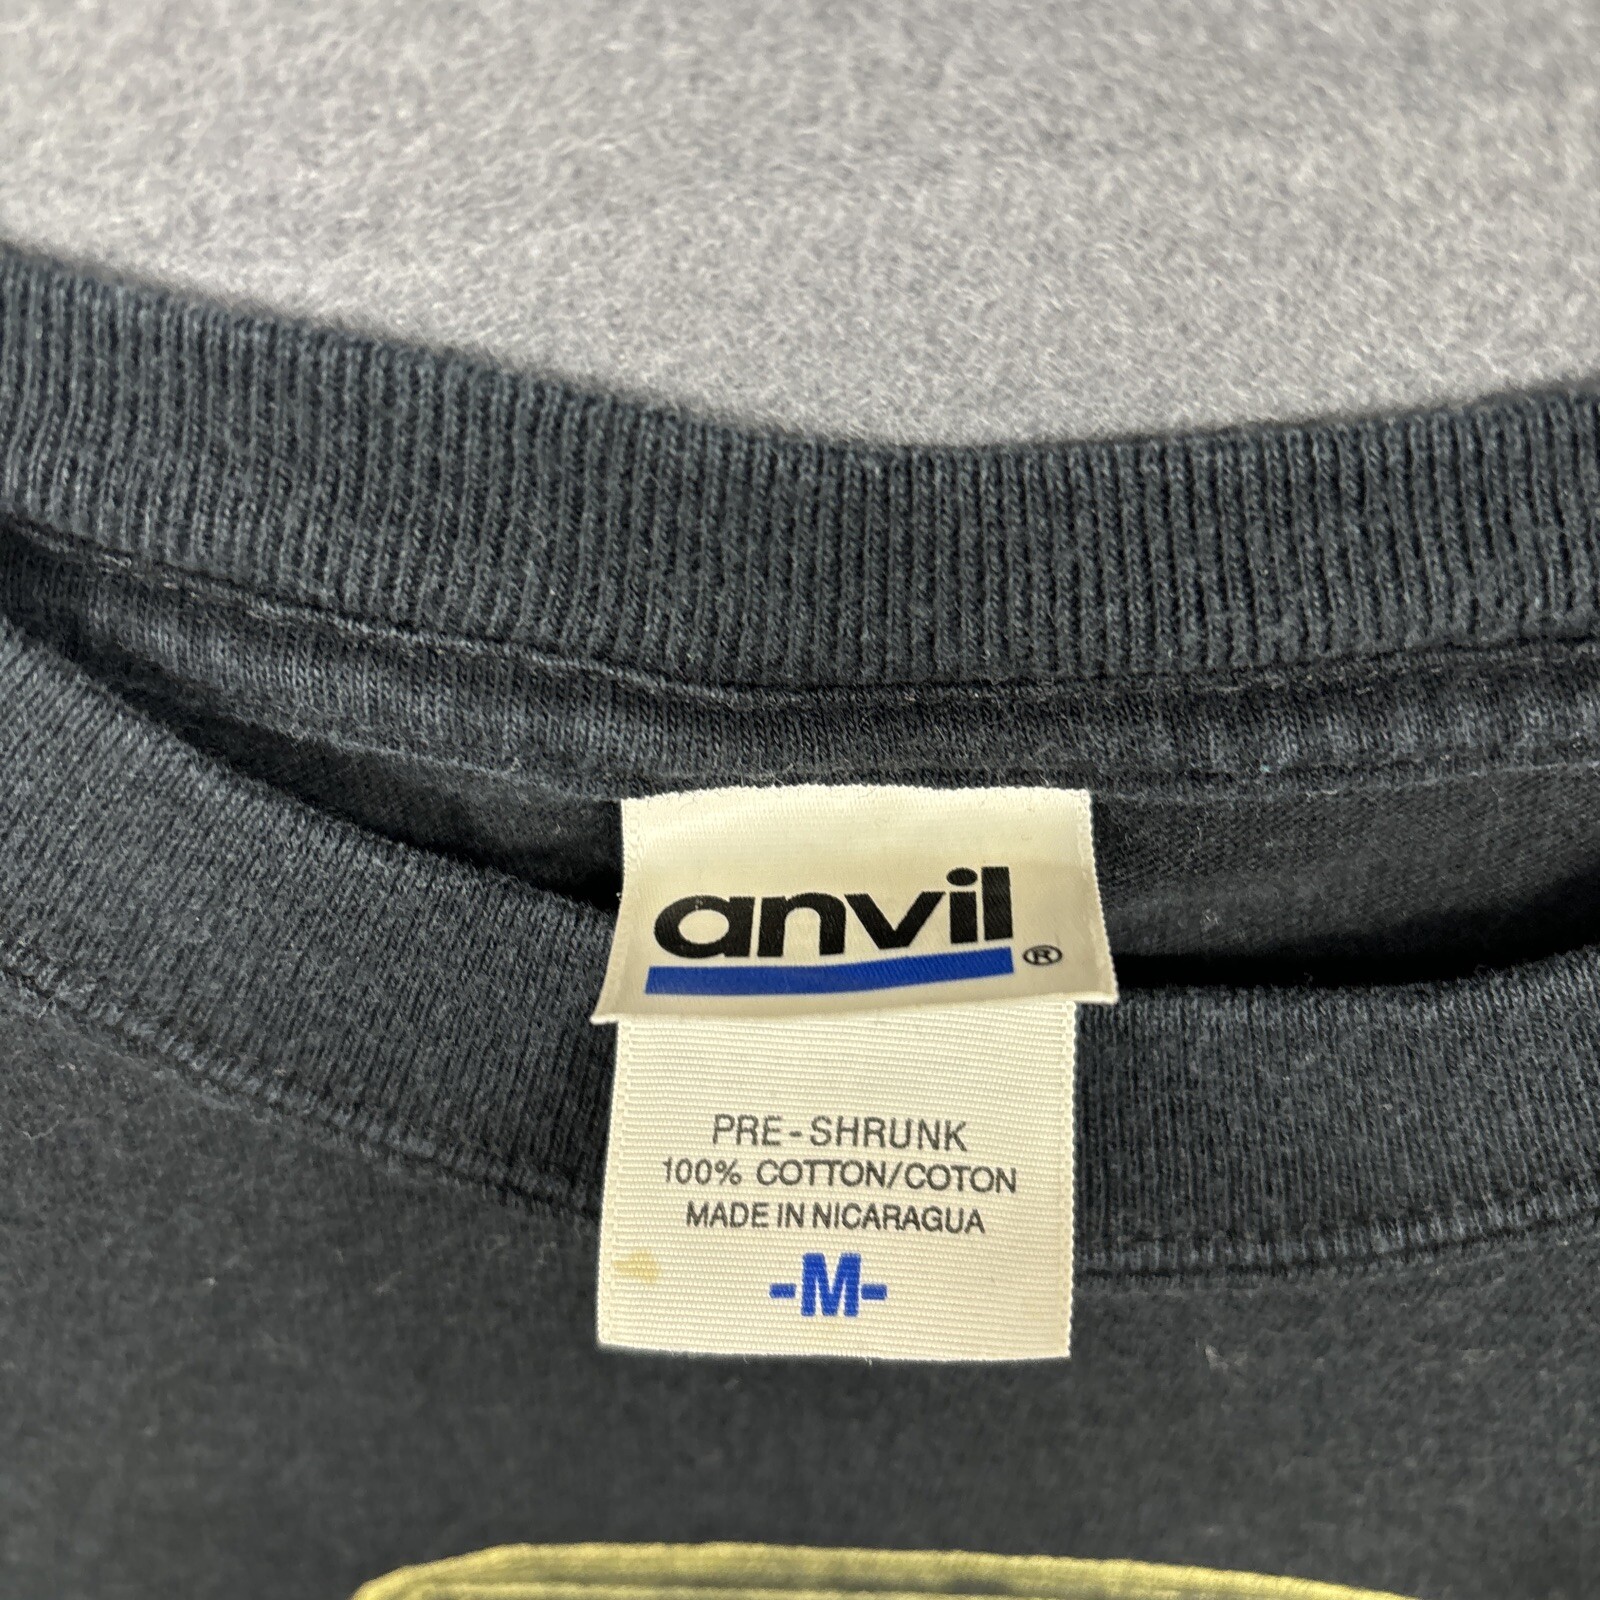 anvil®
PRE-SHRUNK
100% COTTON/COTON
MADE IN NICARAGUA
-M-